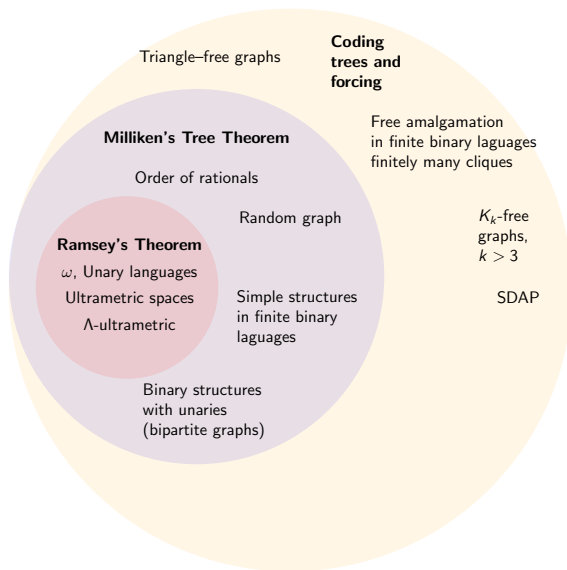 Triangle–free graphs
Coding
trees and
forcing
Free amalgamation
in finite binary laguages
finitely many cliques
Milliken's Tree Theorem
Order of rationals
Random graph
K_k-free
graphs,
k > 3
SDAP
Ramsey's Theorem
ω, Unary languages
Ultrametric spaces
Λ-ultrametric
Simple structures
in finite binary
laguages
Binary structures
with unaries
(bipartite graphs)